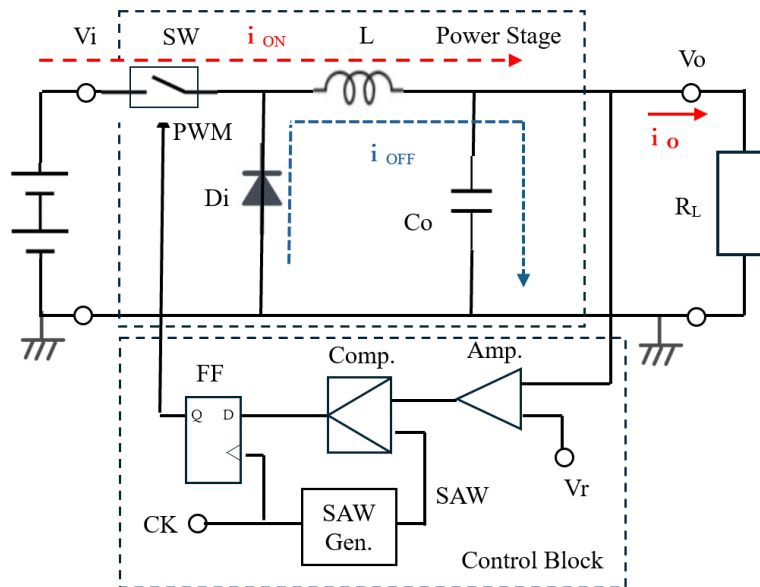 Vi
SW
i ON
L
Power Stage
Vo
PWM
i OFF
i o
Di
Co
RL
Comp.
Amp.
FF
Q
D
Vr
SAW
CK
SAW
Gen.
Control Block